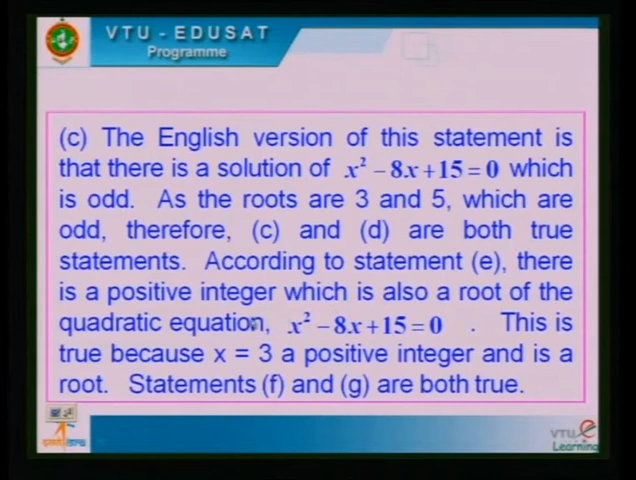 VTU - EDUSAT
Programme
(c) The English version of this statement is
that there is a solution of x² − 8x + 15 = 0 which
is odd. As the roots are 3 and 5, which are
odd, therefore, (c) and (d) are both true
statements. According to statement (e), there
is a positive integer which is also a root of the
quadratic equation, x² − 8x + 15 = 0 . This is
true because x = 3 a positive integer and is a
root. Statements (f) and (g) are both true.
VTU e
Learning